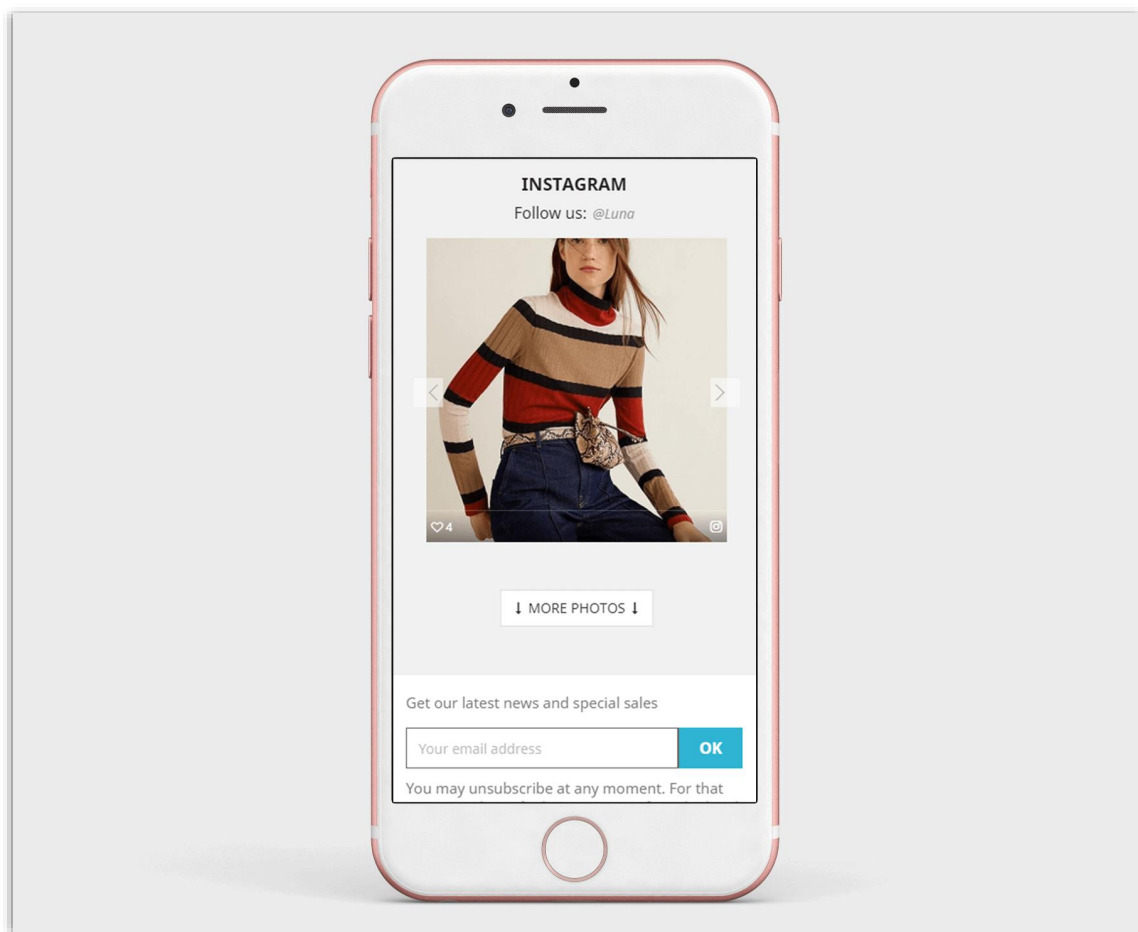 INSTAGRAM
Follow us: @Luna
4
↓ MORE PHOTOS ↓
Get our latest news and special sales
Your email address
OK
You may unsubscribe at any moment. For that